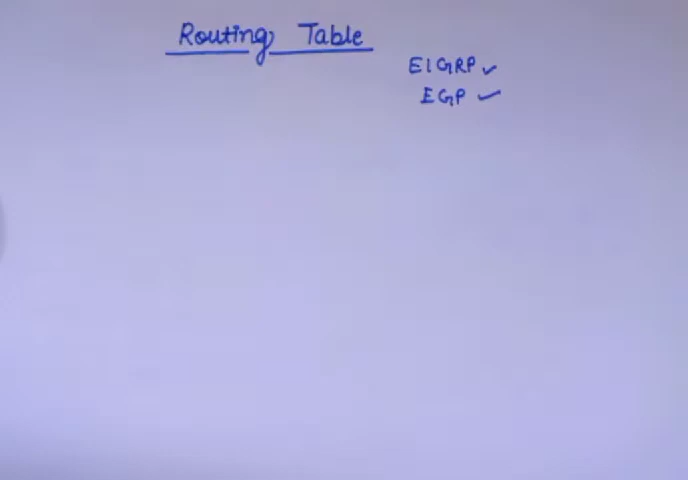 Routing Table
EIGRP ✓
EGP ✓